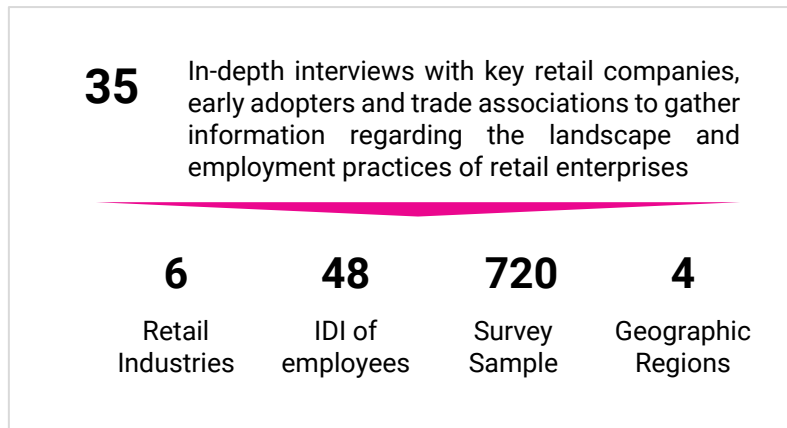 35
In-depth interviews with key retail companies,
early adopters and trade associations to gather
information regarding the landscape and
employment practices of retail enterprises
6
48
720
4
Retail
Industries
IDI of
employees
Survey
Sample
Geographic
Regions